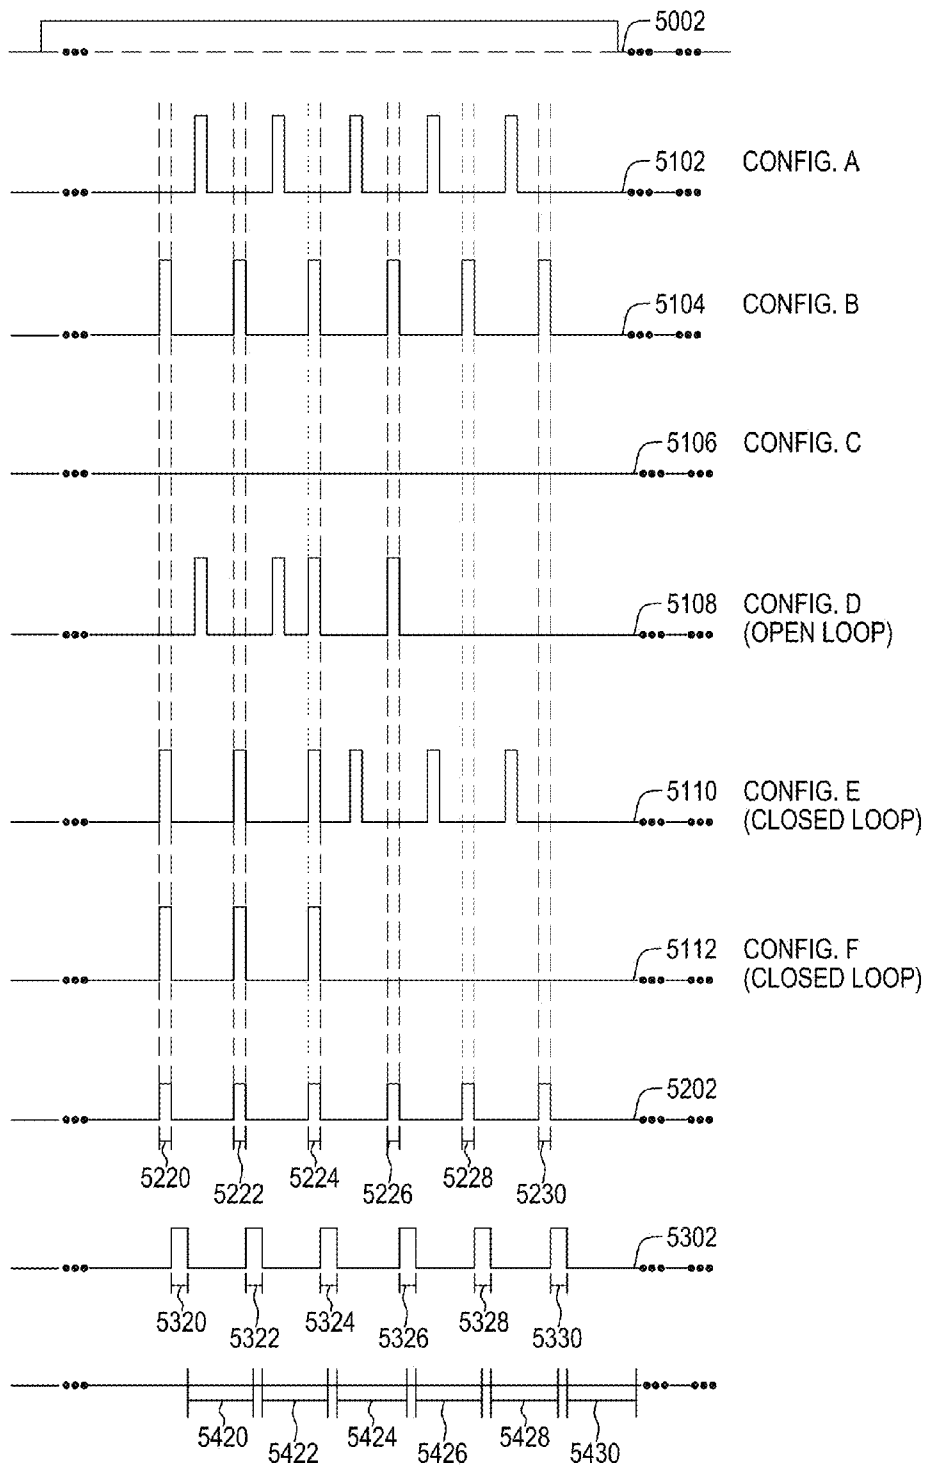 5002
5102 CONFIG. A
5104 CONFIG. B
5106 CONFIG. C
5108 CONFIG. D
(OPEN LOOP)
5110 CONFIG. E
(CLOSED LOOP)
5112 CONFIG. F
(CLOSED LOOP)
5202
5220 5222 5224 5226 5228 5230
5302
5320 5322 5324 5326 5328 5330
5420 5422 5424 5426 5428 5430